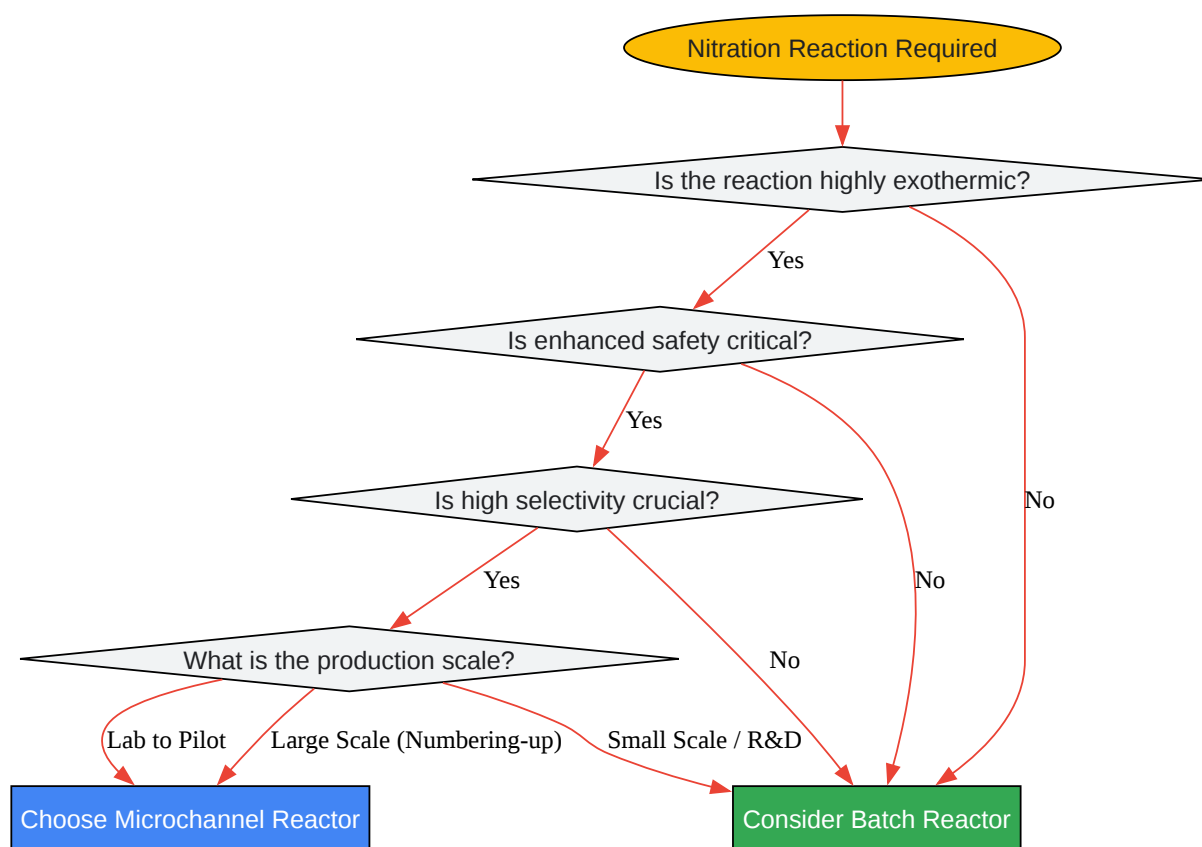 Nitration Reaction Required
Is the reaction highly exothermic?
Yes
Is enhanced safety critical?
Yes
Is high selectivity crucial?
No
Yes
No
What is the production scale?
No
Lab to Pilot
Large Scale (Numbering-up)
Small Scale / R&D
Choose Microchannel Reactor
Consider Batch Reactor